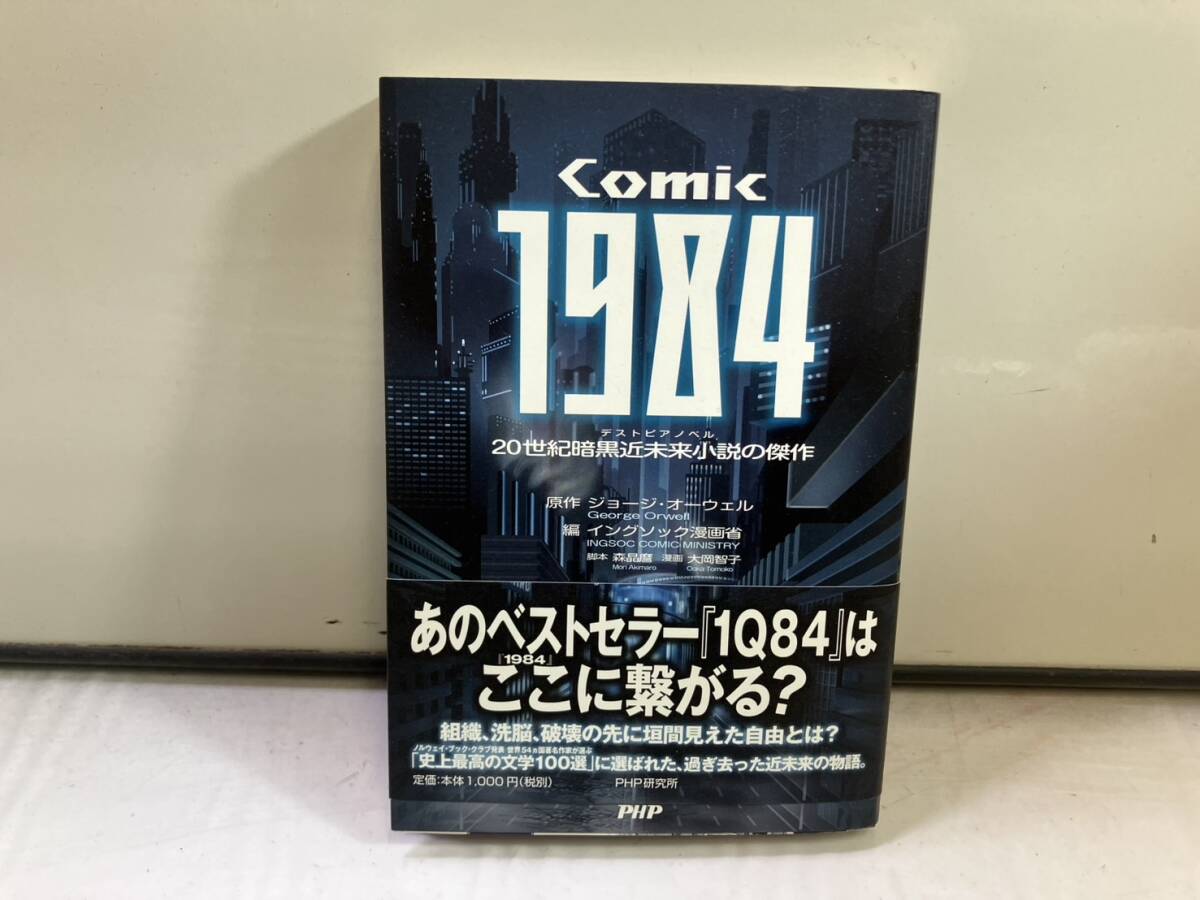 Comic
1984
デストピアノベル
20世紀暗黒近未来小説の傑作
原作 ジョージ・オーウェル
George Orwell
編 イングソック漫画省
INGSOC COMIC MINISTRY
脚本 森晶麿 漫画 大岡智子
Mori Akimaro Ooka Tomoko
あのベストセラー『1Q84』は
『1984』
ここに繋がる?
組織、洗脳、破壊の先に垣間見えた自由とは?
ノルウェイ・ブック・クラブ発表 世界54ヵ国著名作家が選ぶ
「史上最高の文学100選」に選ばれた、過ぎ去った近未来の物語。
定価:本体1,000円(税別) PHP研究所
PHP